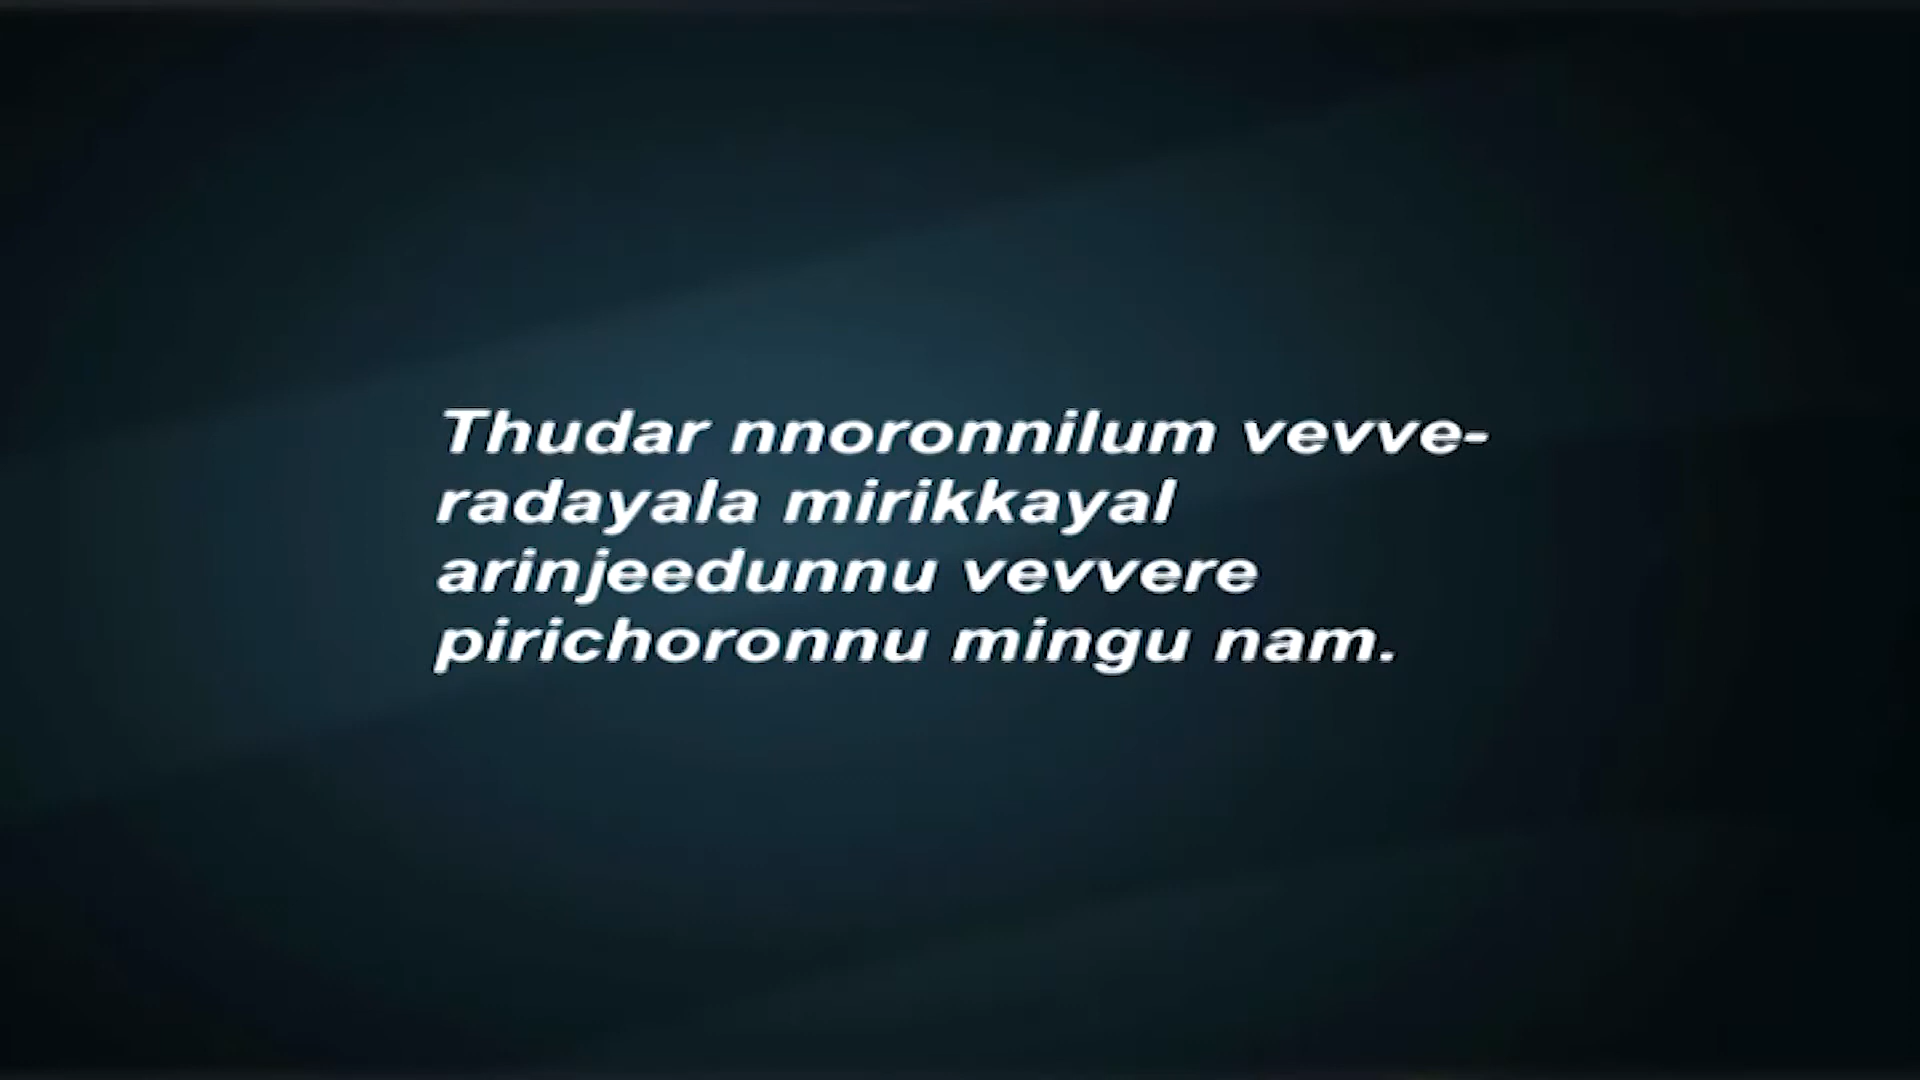 Thudar nnoronnilum vevve-
radayala mirikkayal
arinjeedunnu vevvere
pirichoronnu mingu nam.